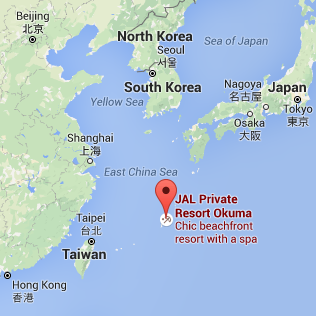 Beijing
北京
North Korea
Sea of Japan
Seoul
서울
South Korea
Nagoya
名古屋
Japan
Tokyo
東京
Osaka
大阪
Yellow Sea
Shanghai
上海
East China Sea
JAL Private
Resort Okuma
Chic beachfront
resort with a spa
Taipei
台北
Taiwan
Hong Kong
香港